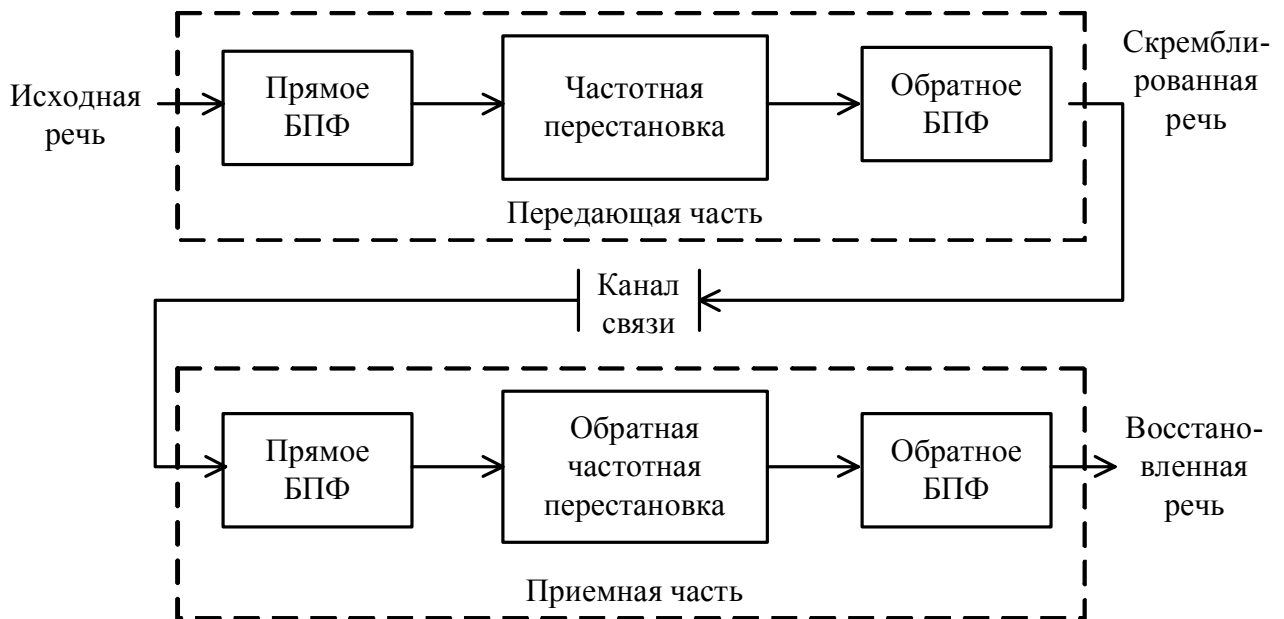 Исходная
речь
Прямое
БПФ
Частотная
перестановка
Обратное
БПФ
Скрембли-
рованная
речь
Передающая часть
Канал
связи
Прямое
БПФ
Обратная
частотная
перестановка
Обратное
БПФ
Восстано-
вленная
речь
Приемная часть